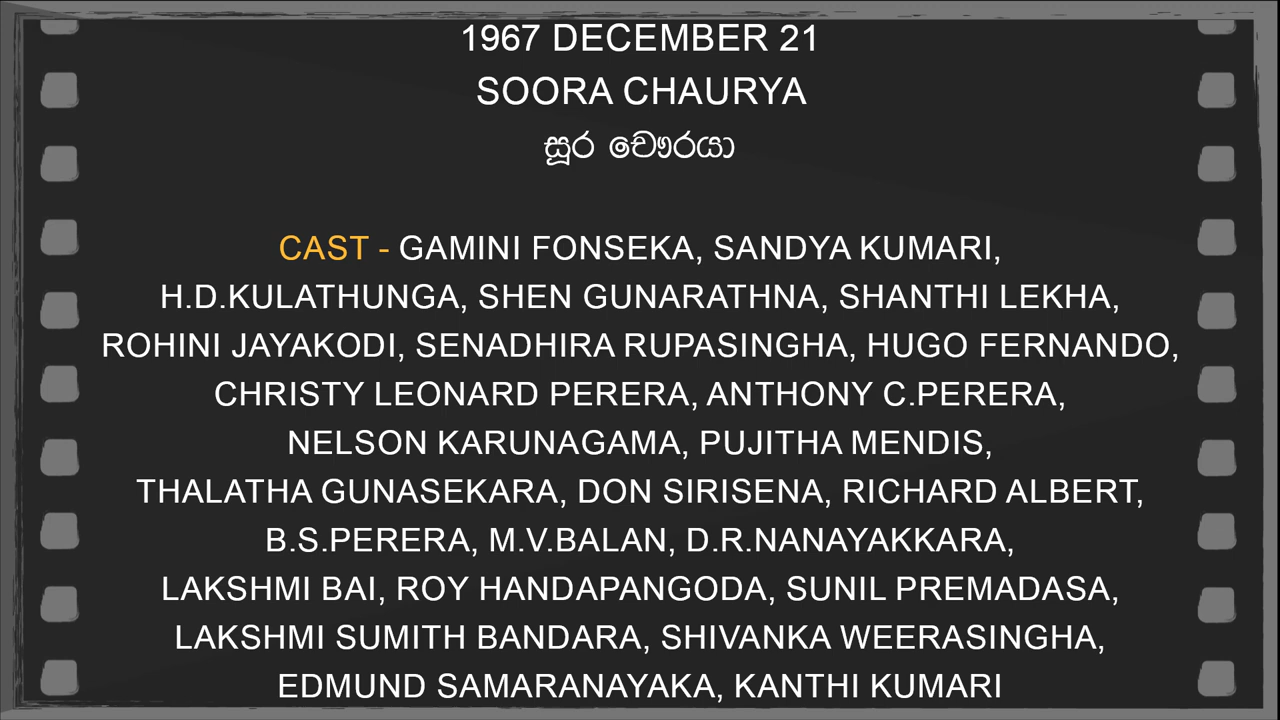 1967 DECEMBER 21
SOORA CHAURYA
සූර චෞරයා
CAST - GAMINI FONSEKA, SANDYA KUMARI,
H.D.KULATHUNGA, SHEN GUNARATHNA, SHANTHI LEKHA,
ROHINI JAYAKODI, SENADHIRA RUPASINGHA, HUGO FERNANDO,
CHRISTY LEONARD PERERA, ANTHONY C.PERERA,
NELSON KARUNAGAMA, PUJITHA MENDIS,
THALATHA GUNASEKARA, DON SIRISENA, RICHARD ALBERT,
B.S.PERERA, M.V.BALAN, D.R.NANAYAKKARA,
LAKSHMI BAI, ROY HANDAPANGODA, SUNIL PREMADASA,
LAKSHMI SUMITH BANDARA, SHIVANKA WEERASINGHA,
EDMUND SAMARANAYAKA, KANTHI KUMARI